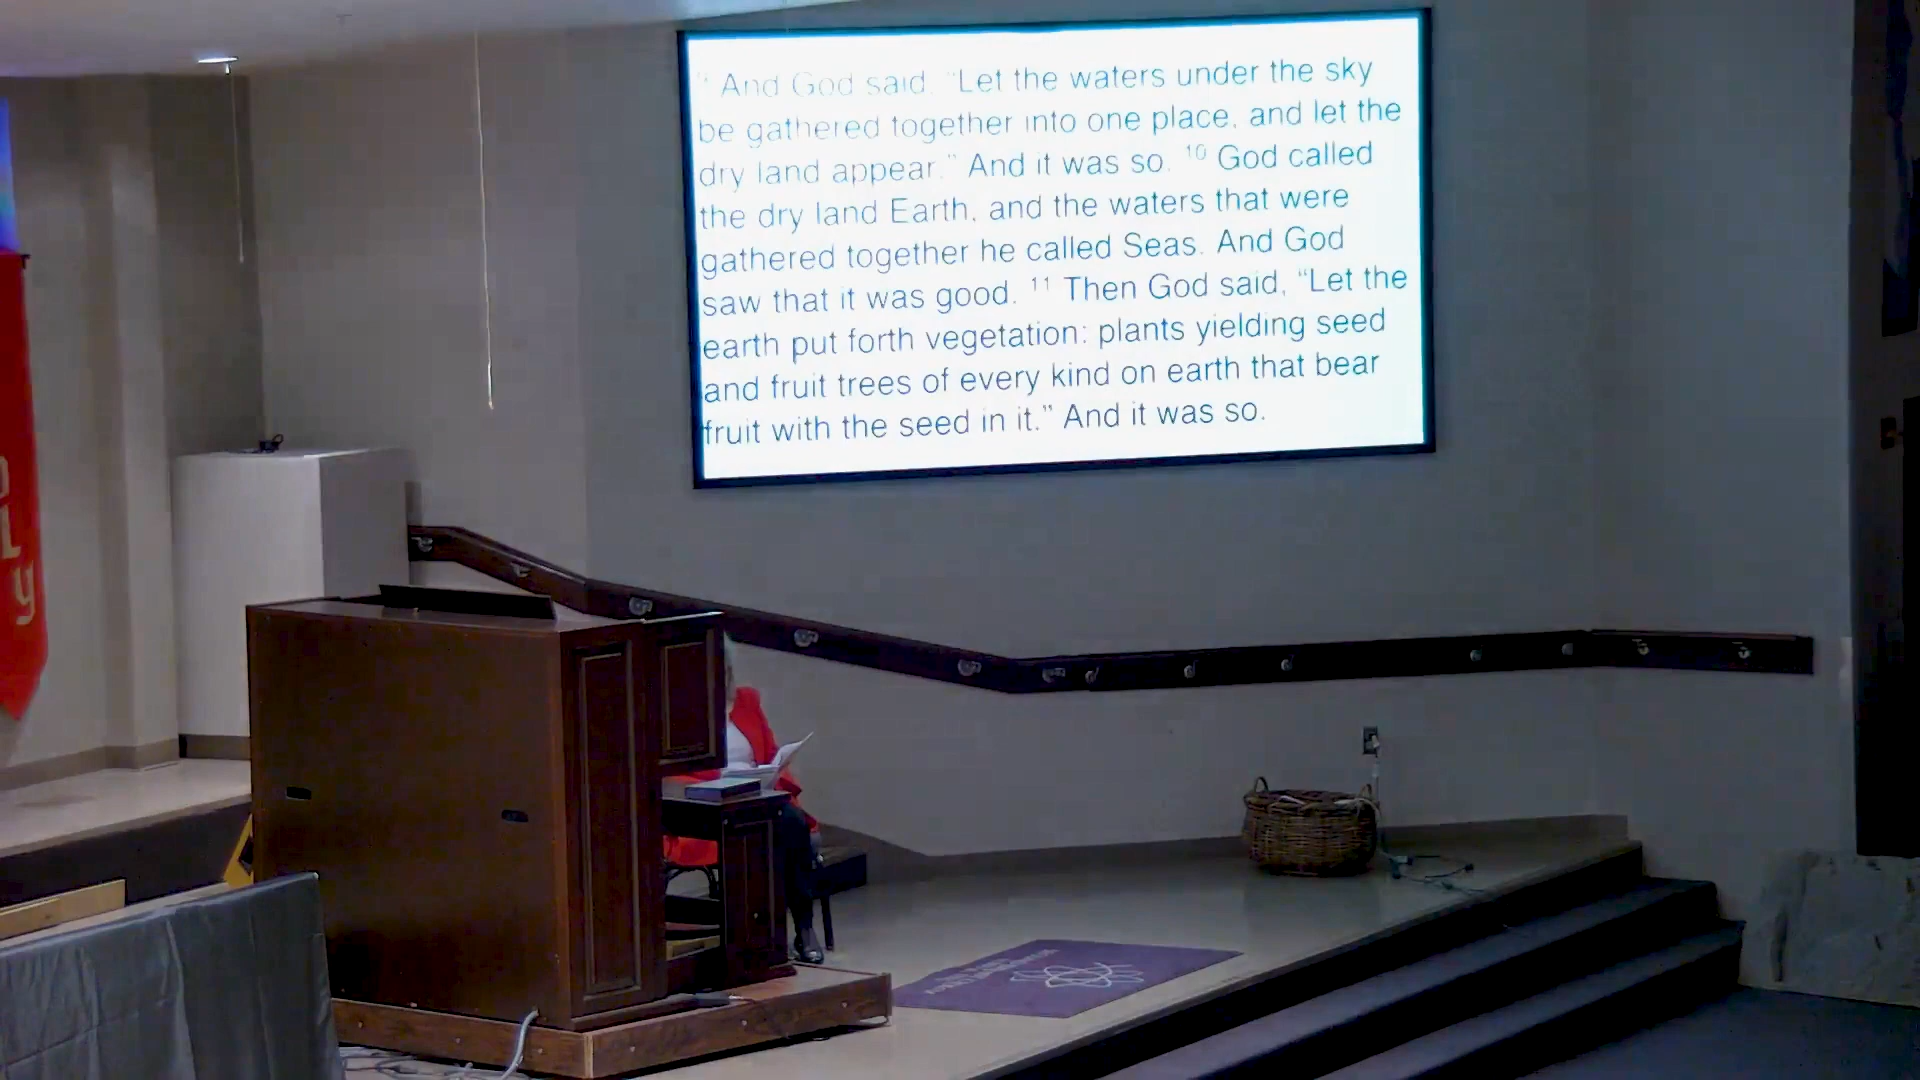 " And God said, "Let the waters under the sky
be gathered together into one place, and let the
dry land appear." And it was so. 10 God called
the dry land Earth, and the waters that were
gathered together he called Seas. And God
saw that it was good. 11 Then God said, “Let the
earth put forth vegetation: plants yielding seed
and fruit trees of every kind on earth that bear
fruit with the seed in it.” And it was so.
O
L
y